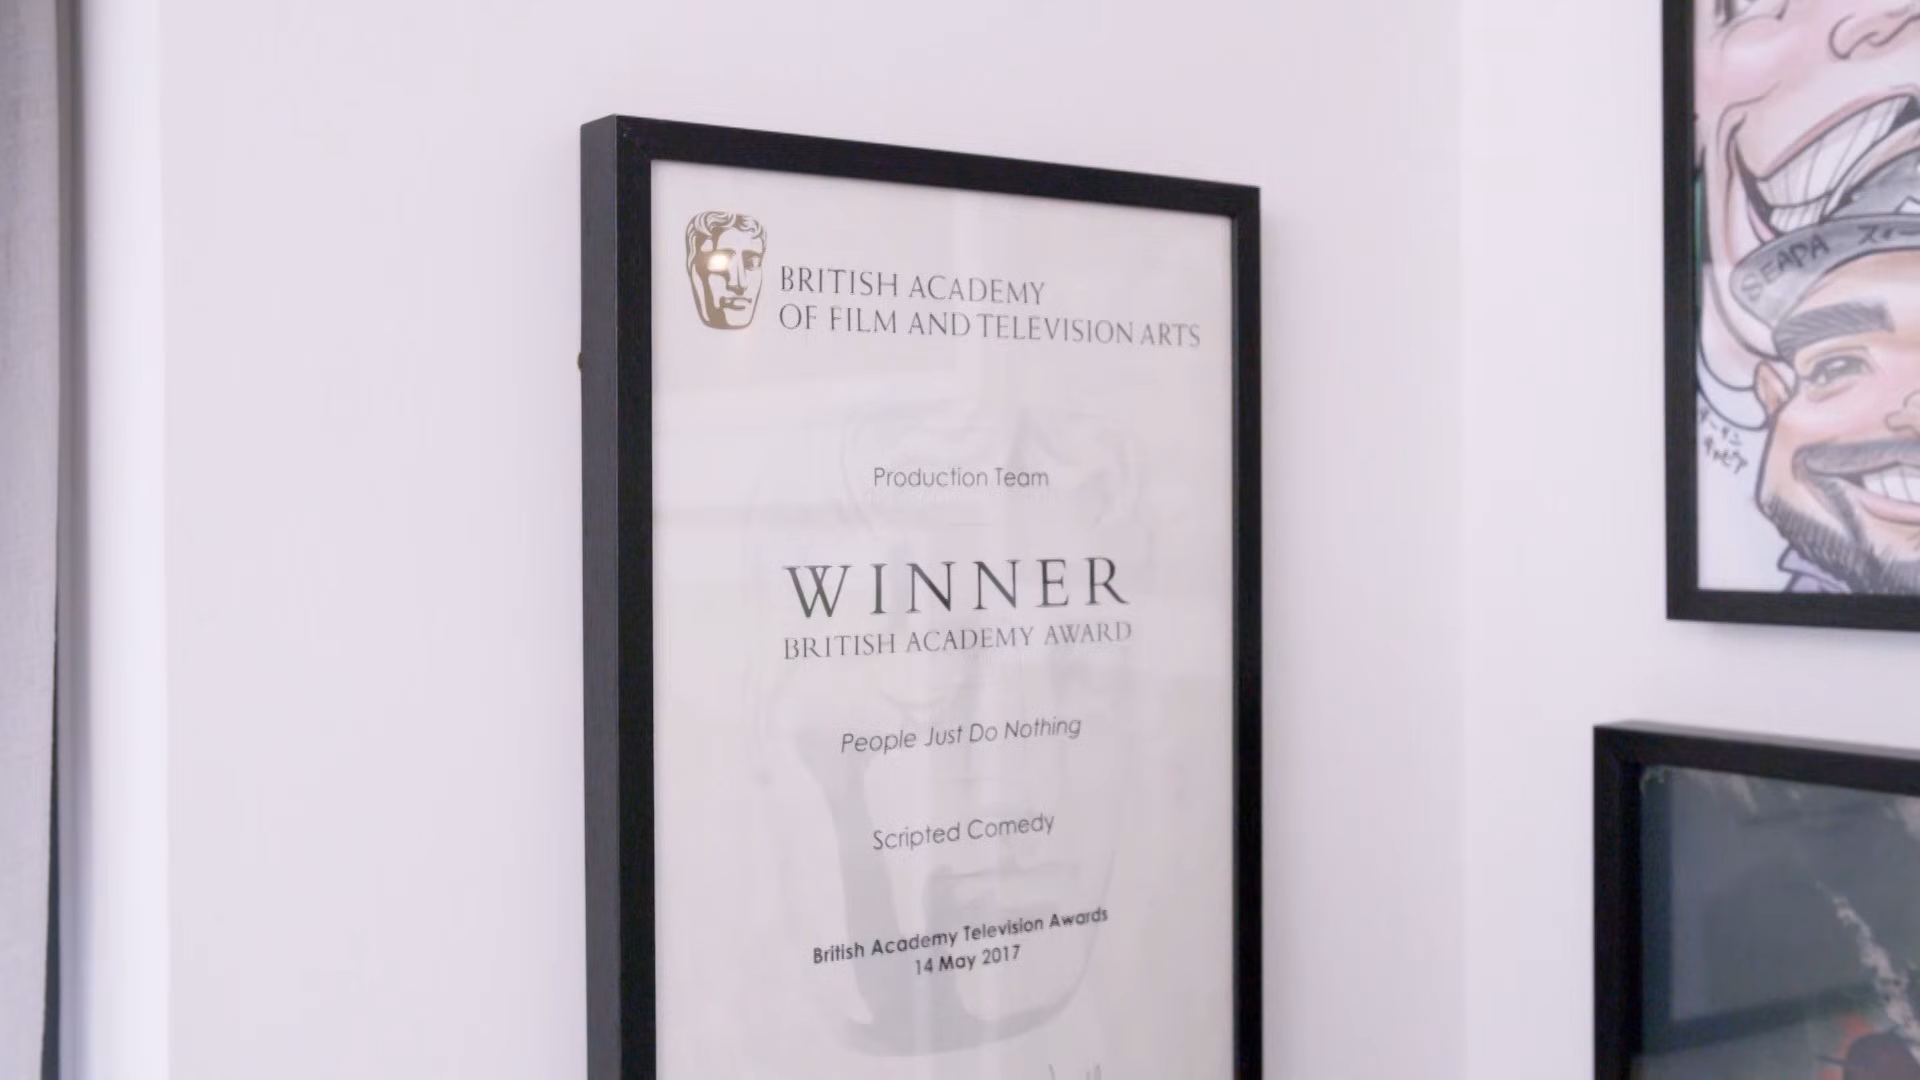 BRITISH ACADEMY
OF FILM AND TELEVISION ARTS
Production Team
WINNER
BRITISH ACADEMY AWARD
People Just Do Nothing
Scripted Comedy
British Academy Television Awards
14 May 2017
SEAPA